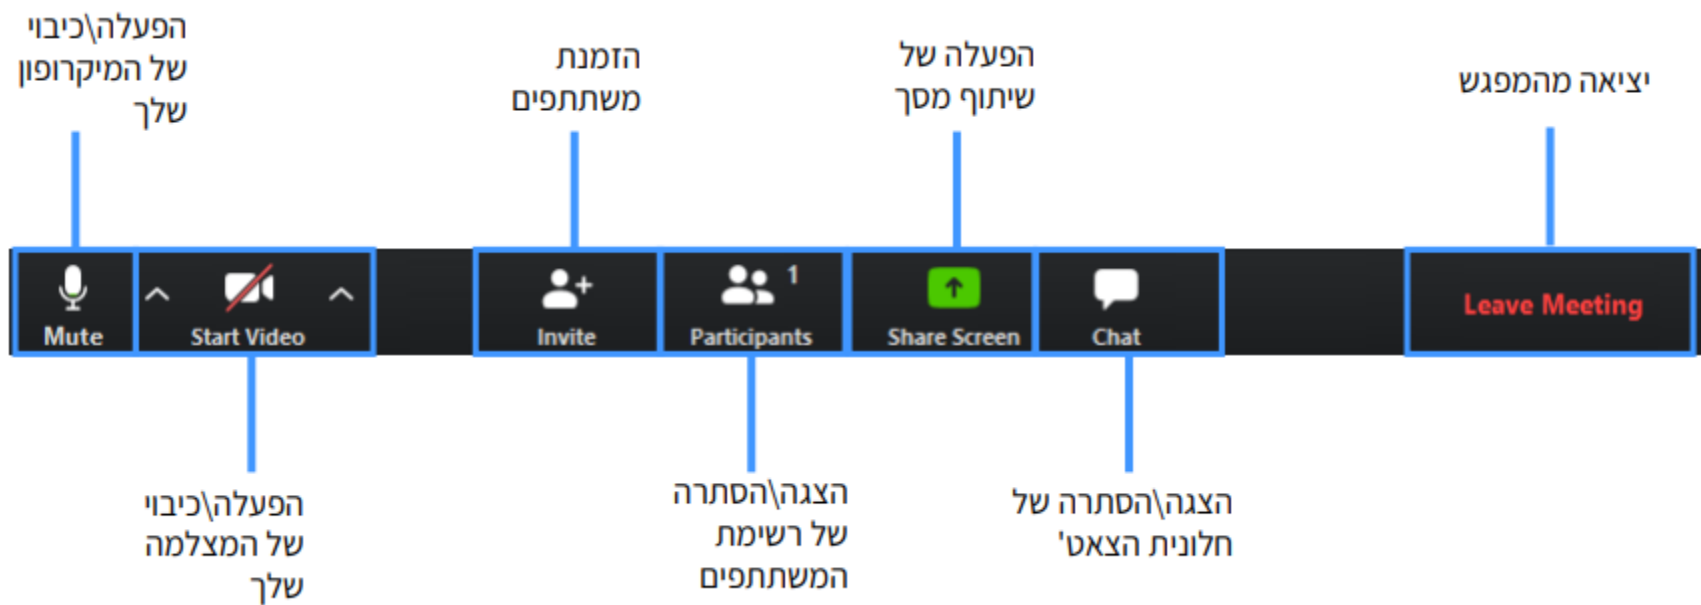 הפעלה\כיבוי
של המיקרופון
שלך
הזמנת
משתתפים
הפעלה של
שיתוף מסך
יציאה מהמפגש
Mute
Start Video
Invite
1
Participants
Share Screen
Chat
Leave Meeting
הפעלה\כיבוי
של המצלמה
שלך
הצגה\הסתרה
של רשימת
המשתתפים
הצגה\הסתרה של
חלונית הצאט'